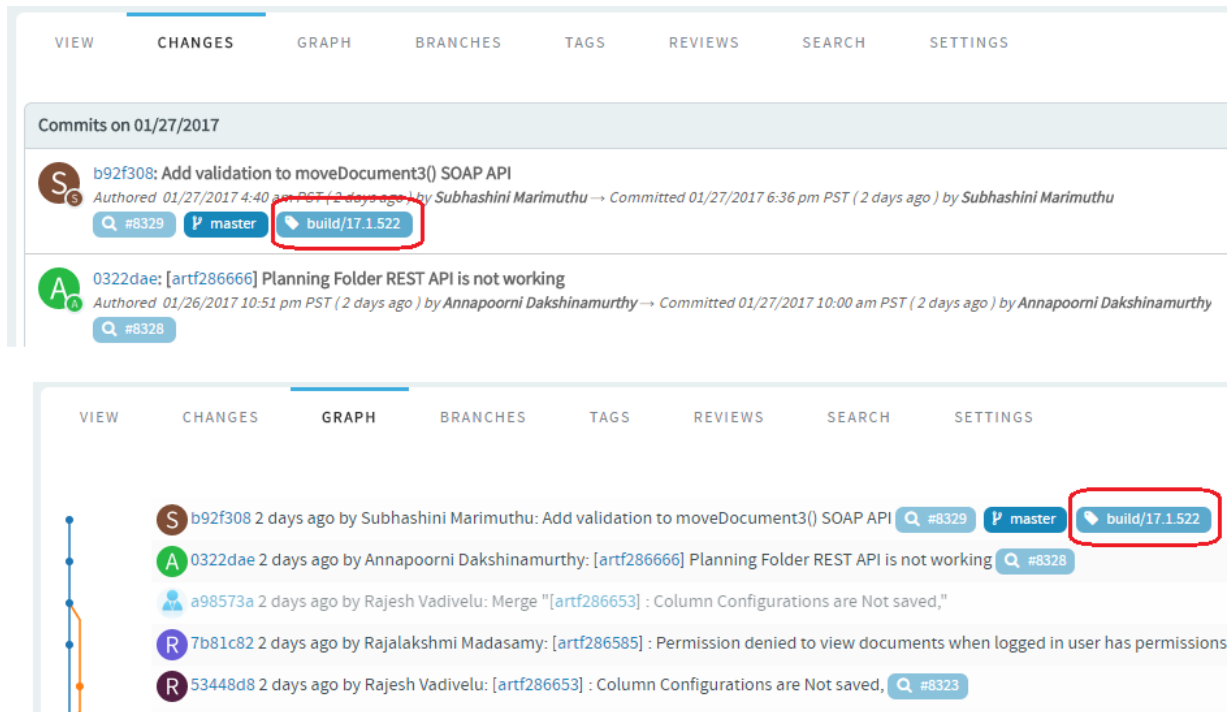 VIEW CHANGES GRAPH BRANCHES TAGS REVIEWS SEARCH SETTINGS
Commits on 01/27/2017
S S b92f308: Add validation to moveDocument3() SOAP API
Authored 01/27/2017 4:40 am PST ( 2 days ago ) by Subhashini Marimuthu → Committed 01/27/2017 6:36 pm PST ( 2 days ago ) by Subhashini Marimuthu
#8329 master build/17.1.522
A A 0322dae: [artf286666] Planning Folder REST API is not working
Authored 01/26/2017 10:51 pm PST ( 2 days ago ) by Annapoorni Dakshinamurthy → Committed 01/27/2017 10:00 am PST ( 2 days ago ) by Annapoorni Dakshinamurthy
#8328
VIEW CHANGES GRAPH BRANCHES TAGS REVIEWS SEARCH SETTINGS
S b92f308 2 days ago by Subhashini Marimuthu: Add validation to moveDocument3() SOAP API #8329 master build/17.1.522
A 0322dae 2 days ago by Annapoorni Dakshinamurthy: [artf286666] Planning Folder REST API is not working #8328
a98573a 2 days ago by Rajesh Vadivelu: Merge "[artf286653] : Column Configurations are Not saved,"
R 7b81c82 2 days ago by Rajalakshmi Madasamy: [artf286585] : Permission denied to view documents when logged in user has permissions
R 53448d8 2 days ago by Rajesh Vadivelu: [artf286653] : Column Configurations are Not saved, #8323